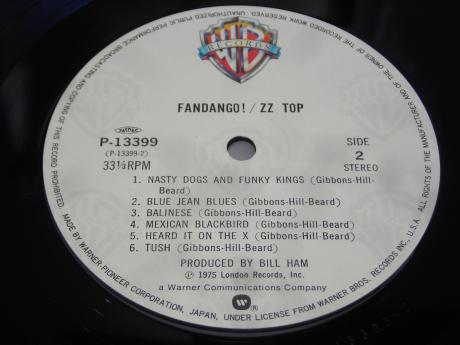 WB
RECORDS
FANDANGO! / ZZ TOP
JASRAC
P-13399
(P-13399-2)
33⅓RPM
SIDE
2
STEREO
1. NASTY DOGS AND FUNKY KINGS (Gibbons-Hill-
Beard)
2. BLUE JEAN BLUES (Gibbons-Hill-Beard)
3. BALINESE (Gibbons-Hill-Beard)
4. MEXICAN BLACKBIRD (Gibbons-Hill-Beard)
5. HEARD IT ON THE X (Gibbons-Hill-Beard)
6. TUSH (Gibbons-Hill-Beard)
PRODUCED BY BILL HAM
℗ 1975 London Records, Inc.
a Warner Communications Company
W ®
MADE BY WARNER-PIONEER CORPORATION, JAPAN, UNDER LICENSE FROM WARNER BROS. RECORDS INC., U.S.A. ALL RIGHTS OF THE MANUFACTURER AND OF THE OWNER OF THE RECORDED WORK RESERVED. UNAUTHORIZED PUBLIC PERFORMANCE, BROADCASTING AND COPYING OF THIS RECORD PROHIBITED.